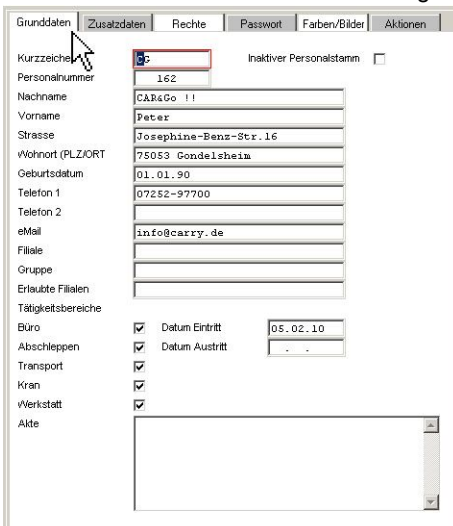 Grunddaten Zusatzdaten Rechte Passwort Farben/Bilder Aktionen
Kurzzeichen CG Inaktiver Personalstamm
Personalnummer 162
Nachname CAR&Go !!
Vorname Peter
Strasse Josephine-Benz-Str.16
Wohnort (PLZ/ORT 75053 Gondelsheim
Geburtsdatum 01.01.90
Telefon 1 07252-97700
Telefon 2
eMail info@carry.de
Filiale
Gruppe
Erlaubte Filialen
Tätigkeitsbereiche
Büro Datum Eintritt 05.02.10
Abschleppen Datum Austritt . .
Transport
Kran
Werkstatt
Akte